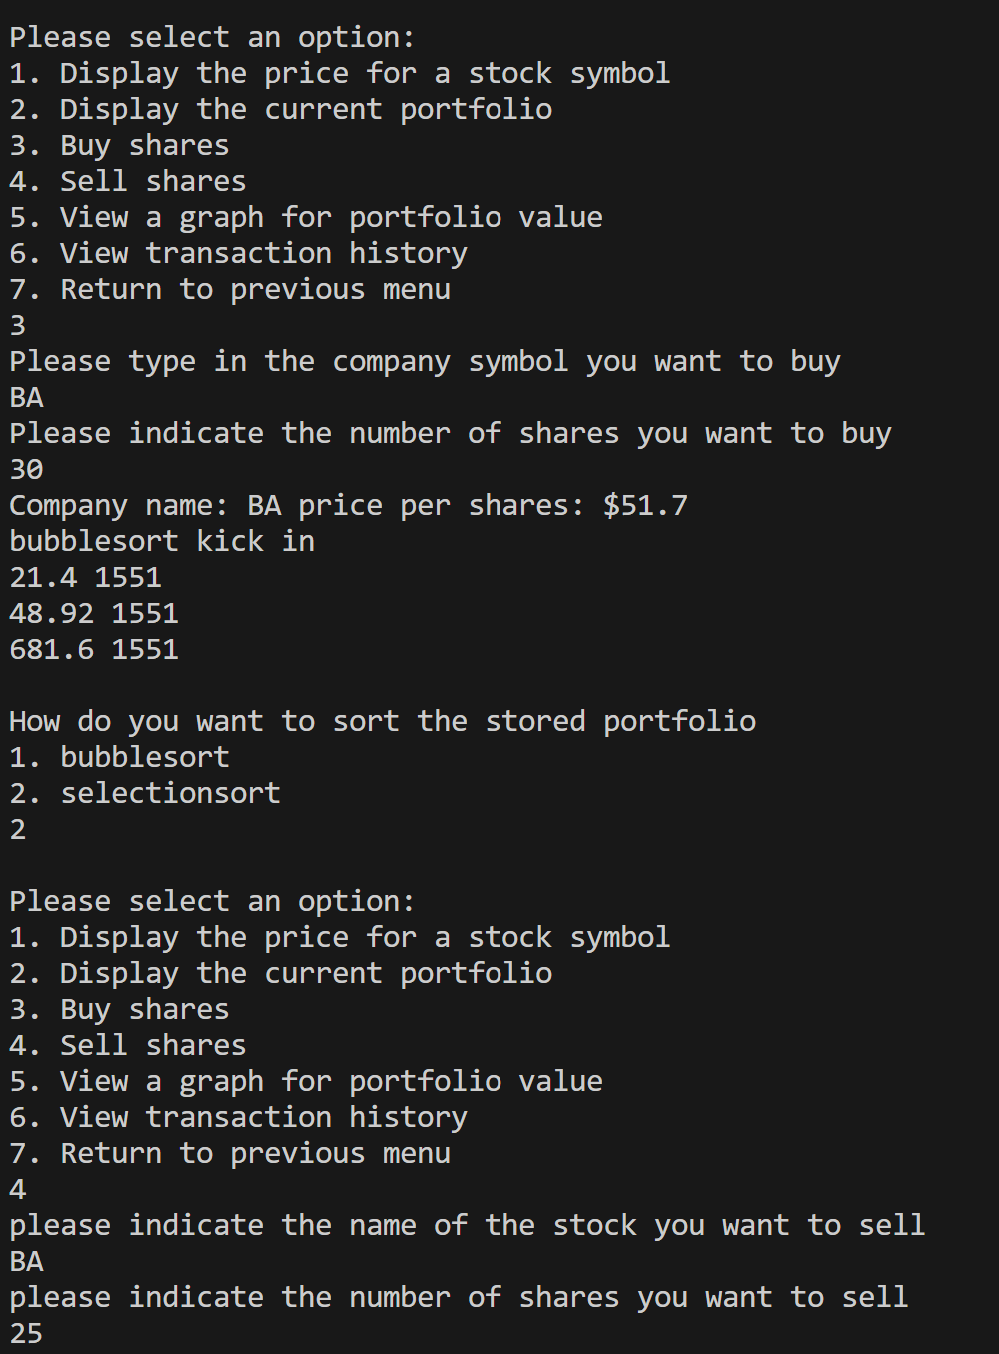 Please select an option:
1. Display the price for a stock symbol
2. Display the current portfolio
3. Buy shares
4. Sell shares
5. View a graph for portfolio value
6. View transaction history
7. Return to previous menu
3
Please type in the company symbol you want to buy
BA
Please indicate the number of shares you want to buy
30
Company name: BA price per shares: $51.7
bubblesort kick in
21.4 1551
48.92 1551
681.6 1551

How do you want to sort the stored portfolio
1. bubblesort
2. selectionsort
2

Please select an option:
1. Display the price for a stock symbol
2. Display the current portfolio
3. Buy shares
4. Sell shares
5. View a graph for portfolio value
6. View transaction history
7. Return to previous menu
4
please indicate the name of the stock you want to sell
BA
please indicate the number of shares you want to sell
25